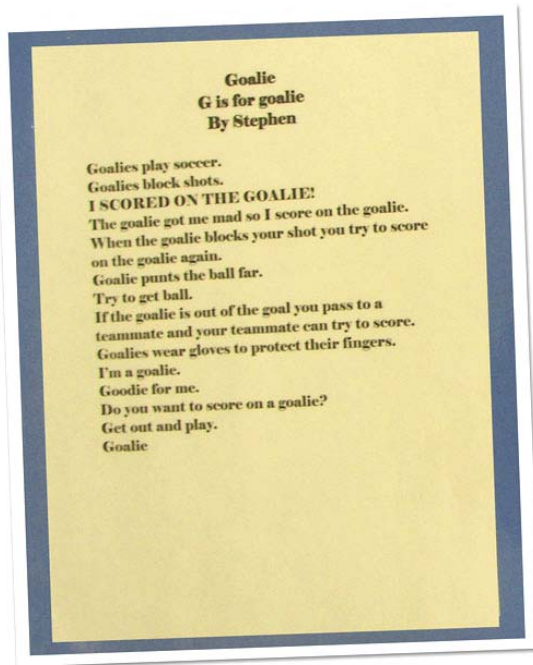 Goalie
G is for goalie
By Stephen
Goalies play soccer.
Goalies block shots.
I SCORED ON THE GOALIE!
The goalie got me mad so I score on the goalie.
When the goalie blocks your shot you try to score
on the goalie again.
Goalie punts the ball far.
Try to get ball.
If the goalie is out of the goal you pass to a
teammate and your teammate can try to score.
Goalies wear gloves to protect their fingers.
I'm a goalie.
Goodie for me.
Do you want to score on a goalie?
Get out and play.
Goalie